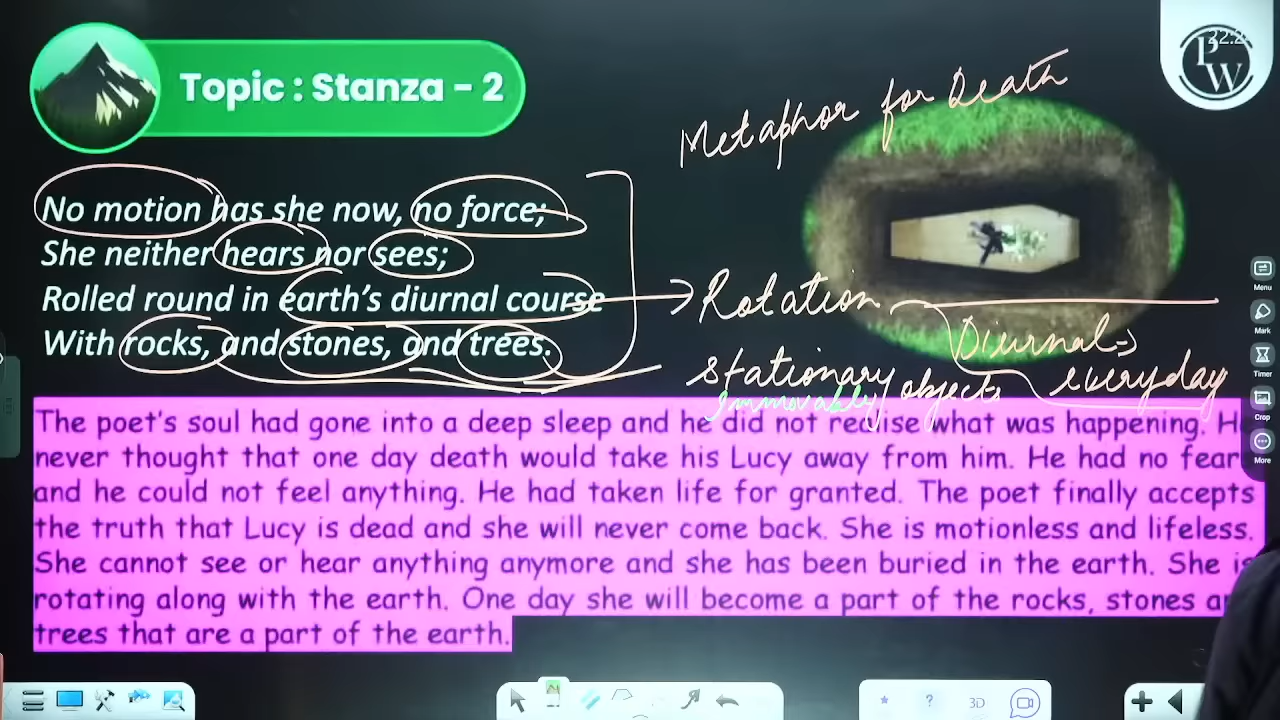 Topic : Stanza - 2
PW
Metaphor for Death
No motion has she now, no force;
She neither hears nor sees;
Rolled round in earth's diurnal course
With rocks, and stones, and trees.
Rotation
Diurnal →
everyday
Stationary objects
Immovable
The poet's soul had gone into a deep sleep and he did not realise what was happening. He
never thought that one day death would take his Lucy away from him. He had no fear
and he could not feel anything. He had taken life for granted. The poet finally accepts
the truth that Lucy is dead and she will never come back. She is motionless and lifeless.
She cannot see or hear anything anymore and she has been buried in the earth. She is
rotating along with the earth. One day she will become a part of the rocks, stones
trees that are a part of the earth.
Menu
Mark
Timer
Crop
More
3D